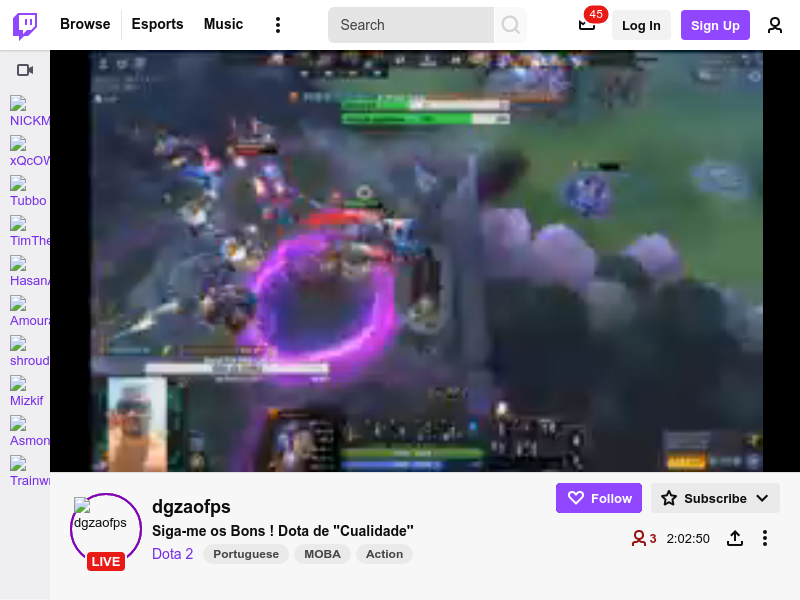 Browse
Esports
Music
Search
45
Log In
Sign Up
NICKM
xQcOW
Tubbo
TimThe
HasanA
Amoura
shroud
Mizkif
Asmon
Trainw
dgzaofps
LIVE
dgzaofps
Siga-me os Bons ! Dota de "Cualidade"
Dota 2
Portuguese
MOBA
Action
Follow
Subscribe
3
2:02:50